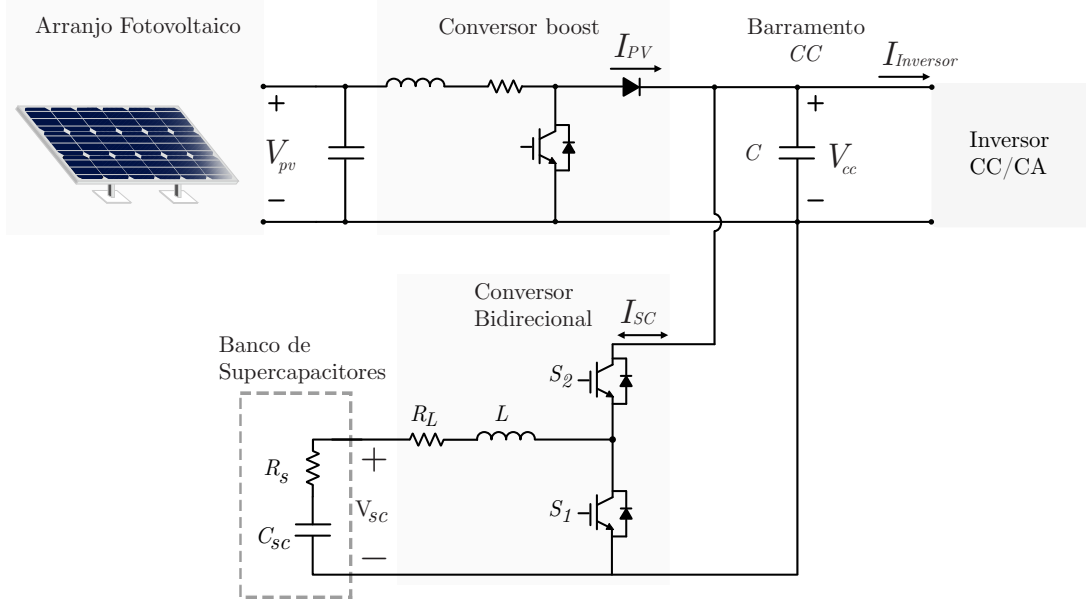 Arranjo Fotovoltaico
Conversor boost
Barramento
CC
I_PV
I_Inversor
+
V_pv
−
C
+
V_cc
−
Inversor
CC/CA
Conversor
Bidirecional
I_SC
Banco de
Supercapacitores
S_2
R_L
L
+
R_s
V_sc
S_1
C_sc
−